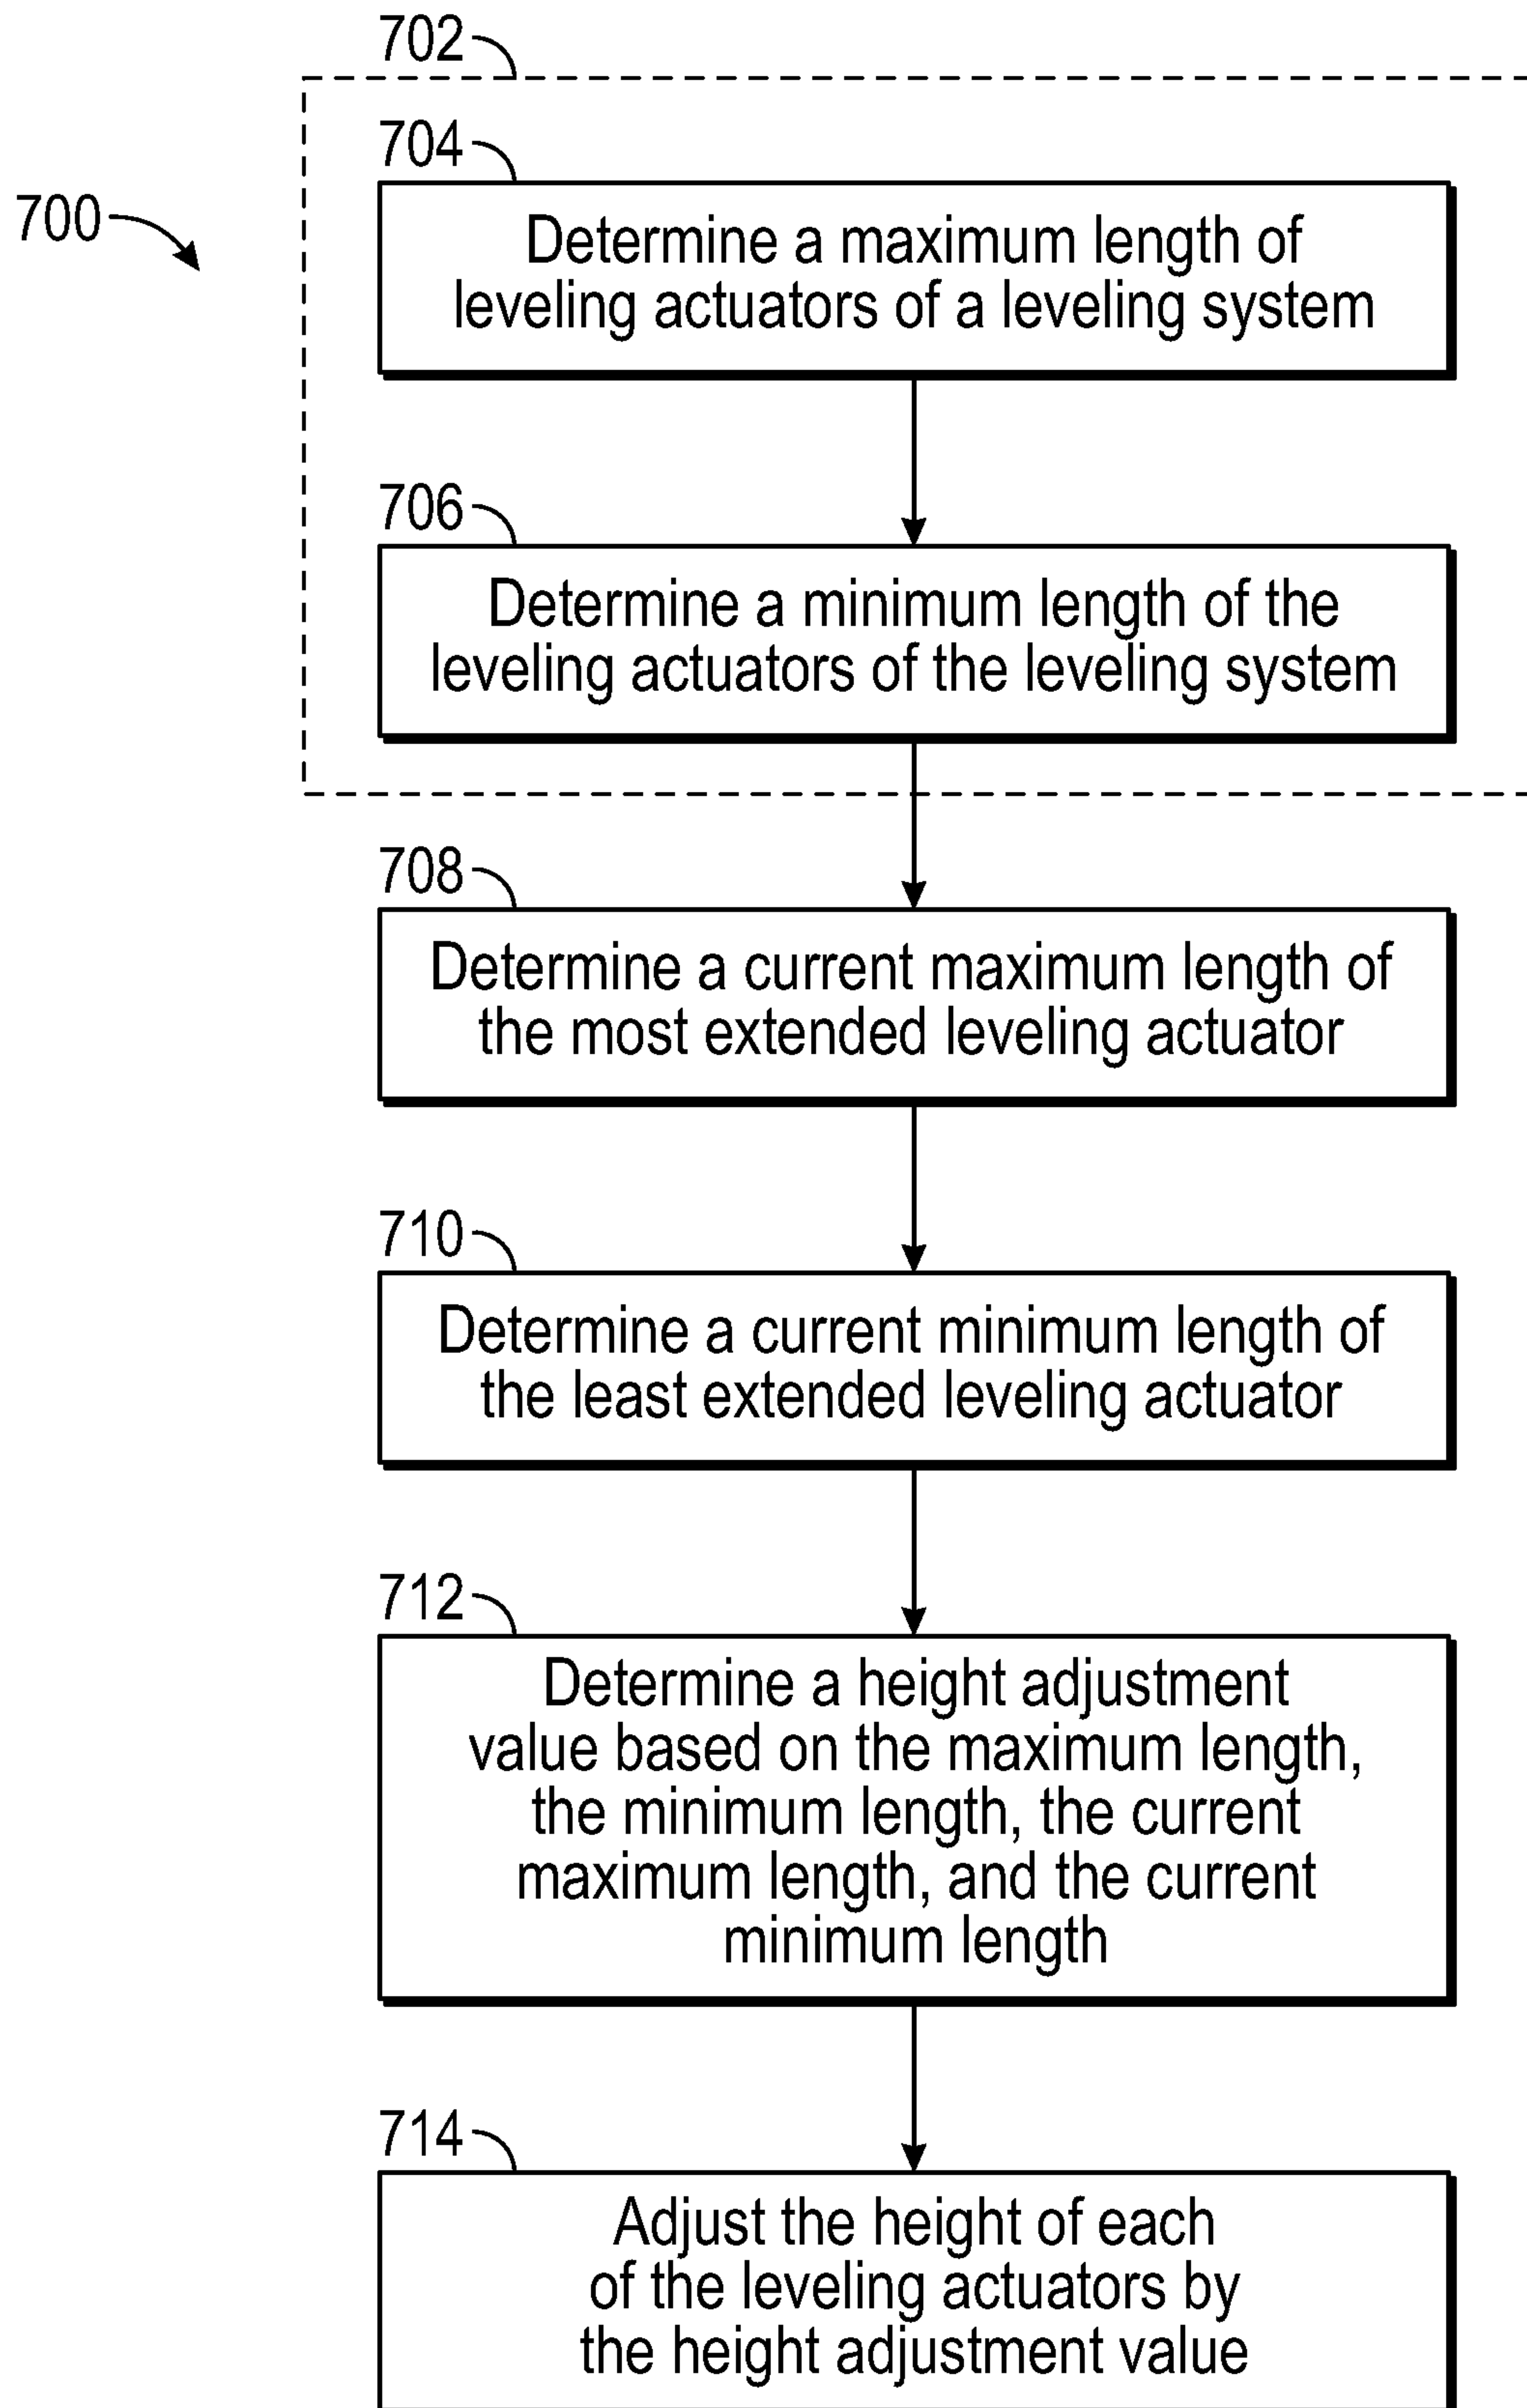 702
704
700
Determine a maximum length of
leveling actuators of a leveling system
706
Determine a minimum length of the
leveling actuators of the leveling system
708
Determine a current maximum length of
the most extended leveling actuator
710
Determine a current minimum length of
the least extended leveling actuator
712
Determine a height adjustment
value based on the maximum length,
the minimum length, the current
maximum length, and the current
minimum length
714
Adjust the height of each
of the leveling actuators by
the height adjustment value